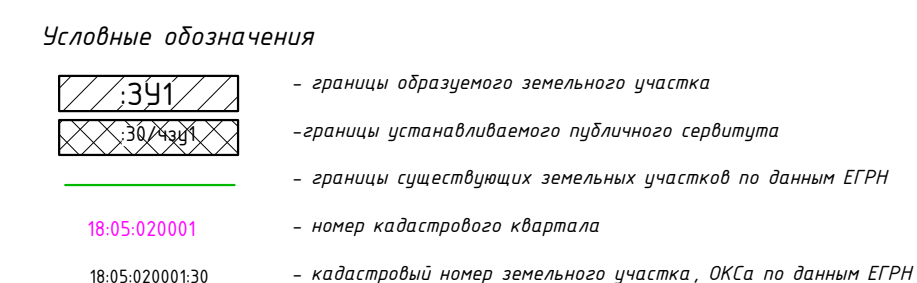 Условные обозначения
:ЗУ1 - границы образуемого земельного участка
:30/чзу1 -границы устанавливаемого публичного сервитута
- границы существующих земельных участков по данным ЕГРН
18:05:020001 - номер кадастрового квартала
18:05:020001:30 - кадастровый номер земельного участка, ОКСа по данным ЕГРН